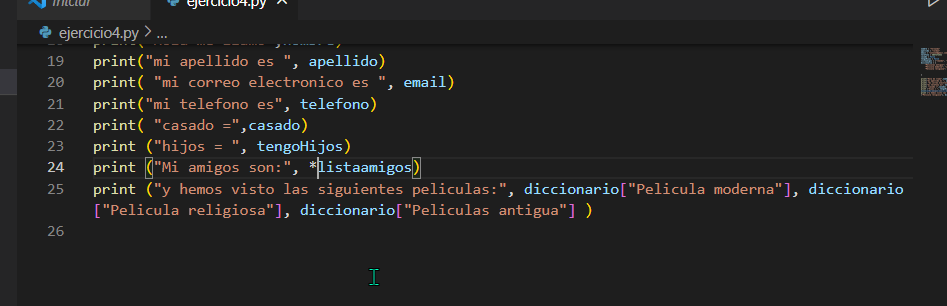 Iniciar ejercicio4.py ×
ejercicio4.py > ...
19 print("mi apellido es ", apellido)
20 print( "mi correo electronico es ", email)
21 print("mi telefono es", telefono)
22 print( "casado =",casado)
23 print ("hijos = ", tengoHijos)
24 print ("Mi amigos son:", *listaamigos)
25 print ("y hemos visto las siguientes peliculas:", diccionario["Pelicula moderna"], diccionario
["Pelicula religiosa"], diccionario["Peliculas antigua"] )
26